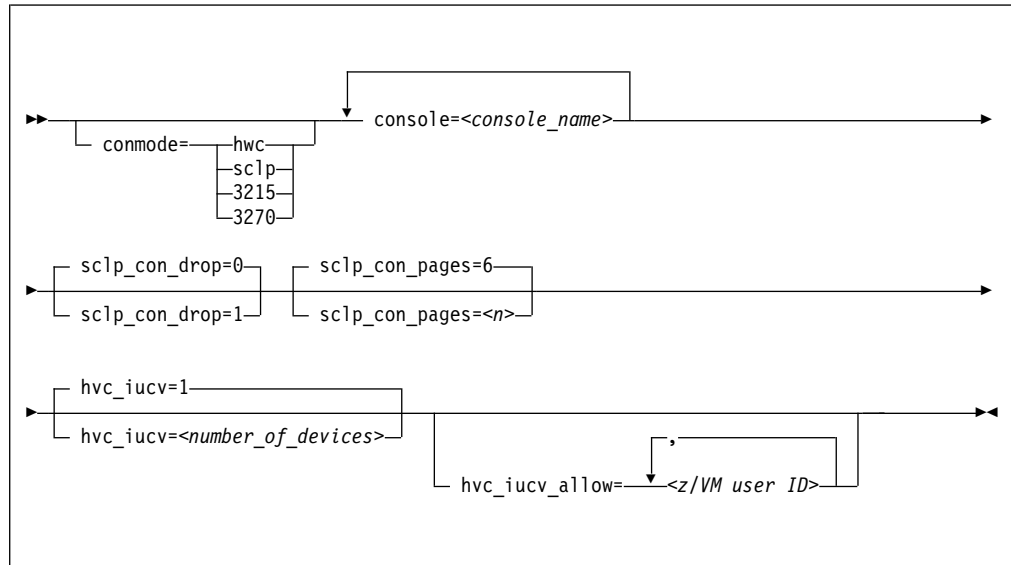 console=<console_name>
conmode= hwc
sclp
3215
3270
sclp_con_drop=0 sclp_con_pages=6
sclp_con_drop=1 sclp_con_pages=<n>
hvc_iucv=1
hvc_iucv=<number_of_devices>
,
hvc_iucv_allow= <z/VM user ID>